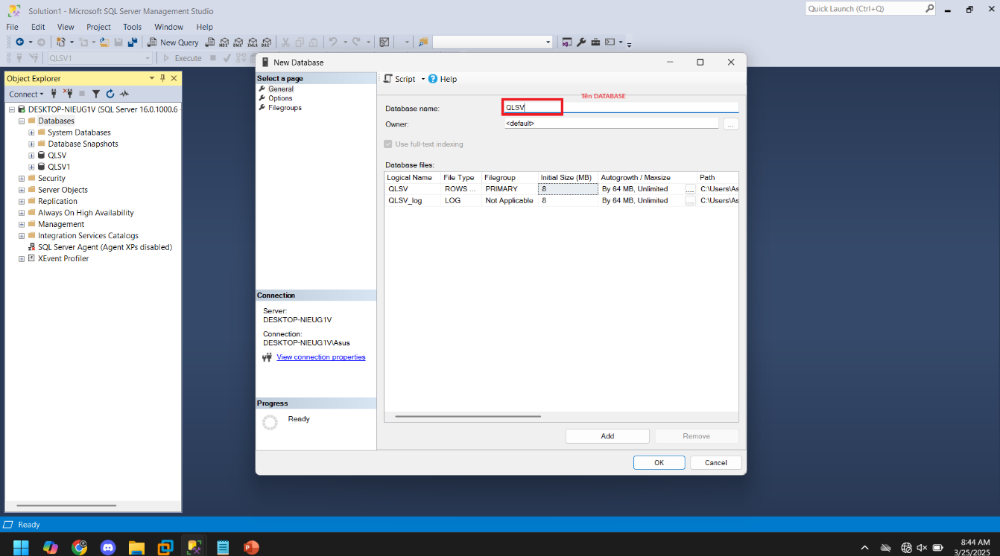 Solution1 - Microsoft SQL Server Management Studio
Quick Launch (Ctrl+Q)
File Edit View Project Tools Window Help
New Query
MDX DMX XMLA DAX
QLSV1 Execute
Object Explorer
Connect
DESKTOP-NIEUG1V (SQL Server 16.0.1000.6 -
Databases
System Databases
Database Snapshots
QLSV
QLSV1
Security
Server Objects
Replication
Always On High Availability
Management
Integration Services Catalogs
SQL Server Agent (Agent XPs disabled)
XEvent Profiler
New Database
Select a page
General
Options
Filegroups
Connection
Server:
DESKTOP-NIEUG1V
Connection:
DESKTOP-NIEUG1V\Asus
View connection properties
Progress
Ready
Script Help
Tên DATABASE
Database name: QLSV
Owner: <default> ...
Use full-text indexing
Database files:
Logical Name File Type Filegroup Initial Size (MB) Autogrowth / Maxsize Path
QLSV ROWS ... PRIMARY 8 By 64 MB, Unlimited .... C:\Users\As
QLSV_log LOG Not Applicable 8 By 64 MB, Unlimited .... C:\Users\As
Add Remove
OK Cancel
Ready
8:44 AM
3/25/2025